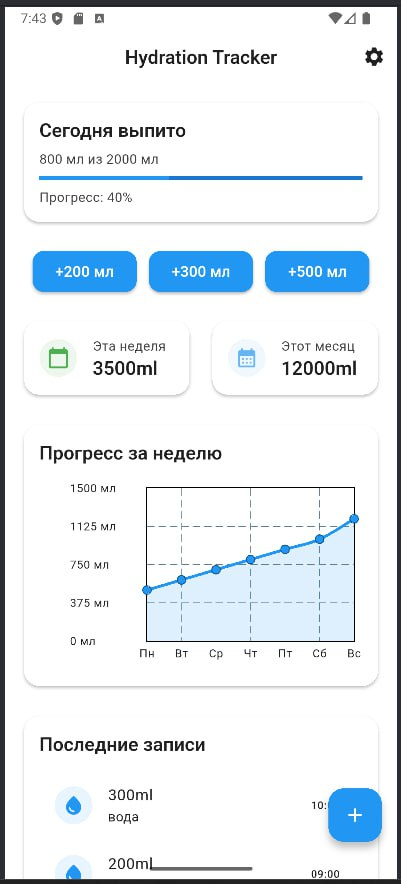 7:43
Hydration Tracker
Сегодня выпито
800 мл из 2000 мл
Прогресс: 40%
+200 мл
+300 мл
+500 мл
Эта неделя
3500ml
Этот месяц
12000ml
Прогресс за неделю
1500 мл
1125 мл
750 мл
375 мл
0 мл
Пн Вт Ср Чт Пт Сб Вс
Последние записи
300ml
вода
10:
+
200ml
09:00